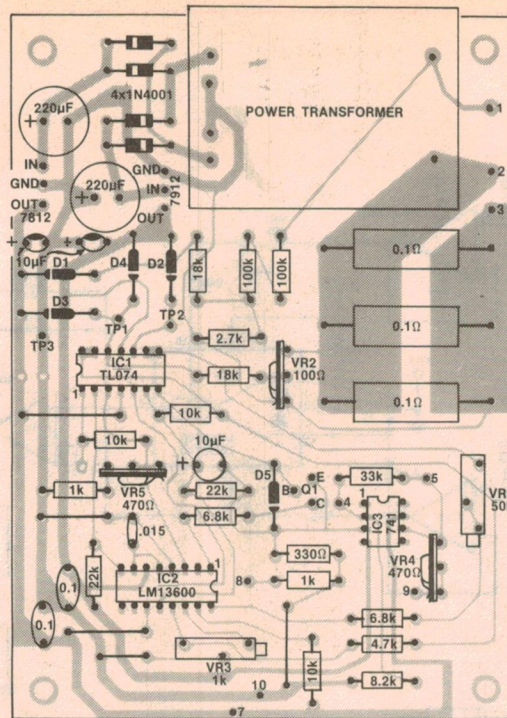 4x1N4001
220µF
+
POWER TRANSFORMER
1
IN
GND
OUT
7812
220µF
+
GND
IN
OUT
7912
2
3
+
10µF
+
D1
D4
D2
D3
TP1
TP2
TP3
18k
100k
100k
0.1Ω
0.1Ω
0.1Ω
2.7k
18k
VR2
100Ω
IC1
TL074
1
10k
10k
10µF
+
VR5
470Ω
1k
22k
6.8k
D5
E
B
Q1
C
4
33k
5
1
IC3
741
VR
50
VR4
470Ω
9
.015
330Ω
1k
8
22k
IC2
LM13600
1
0.1
0.1
6.8k
4.7k
8.2k
VR3
1k
10k
10
7